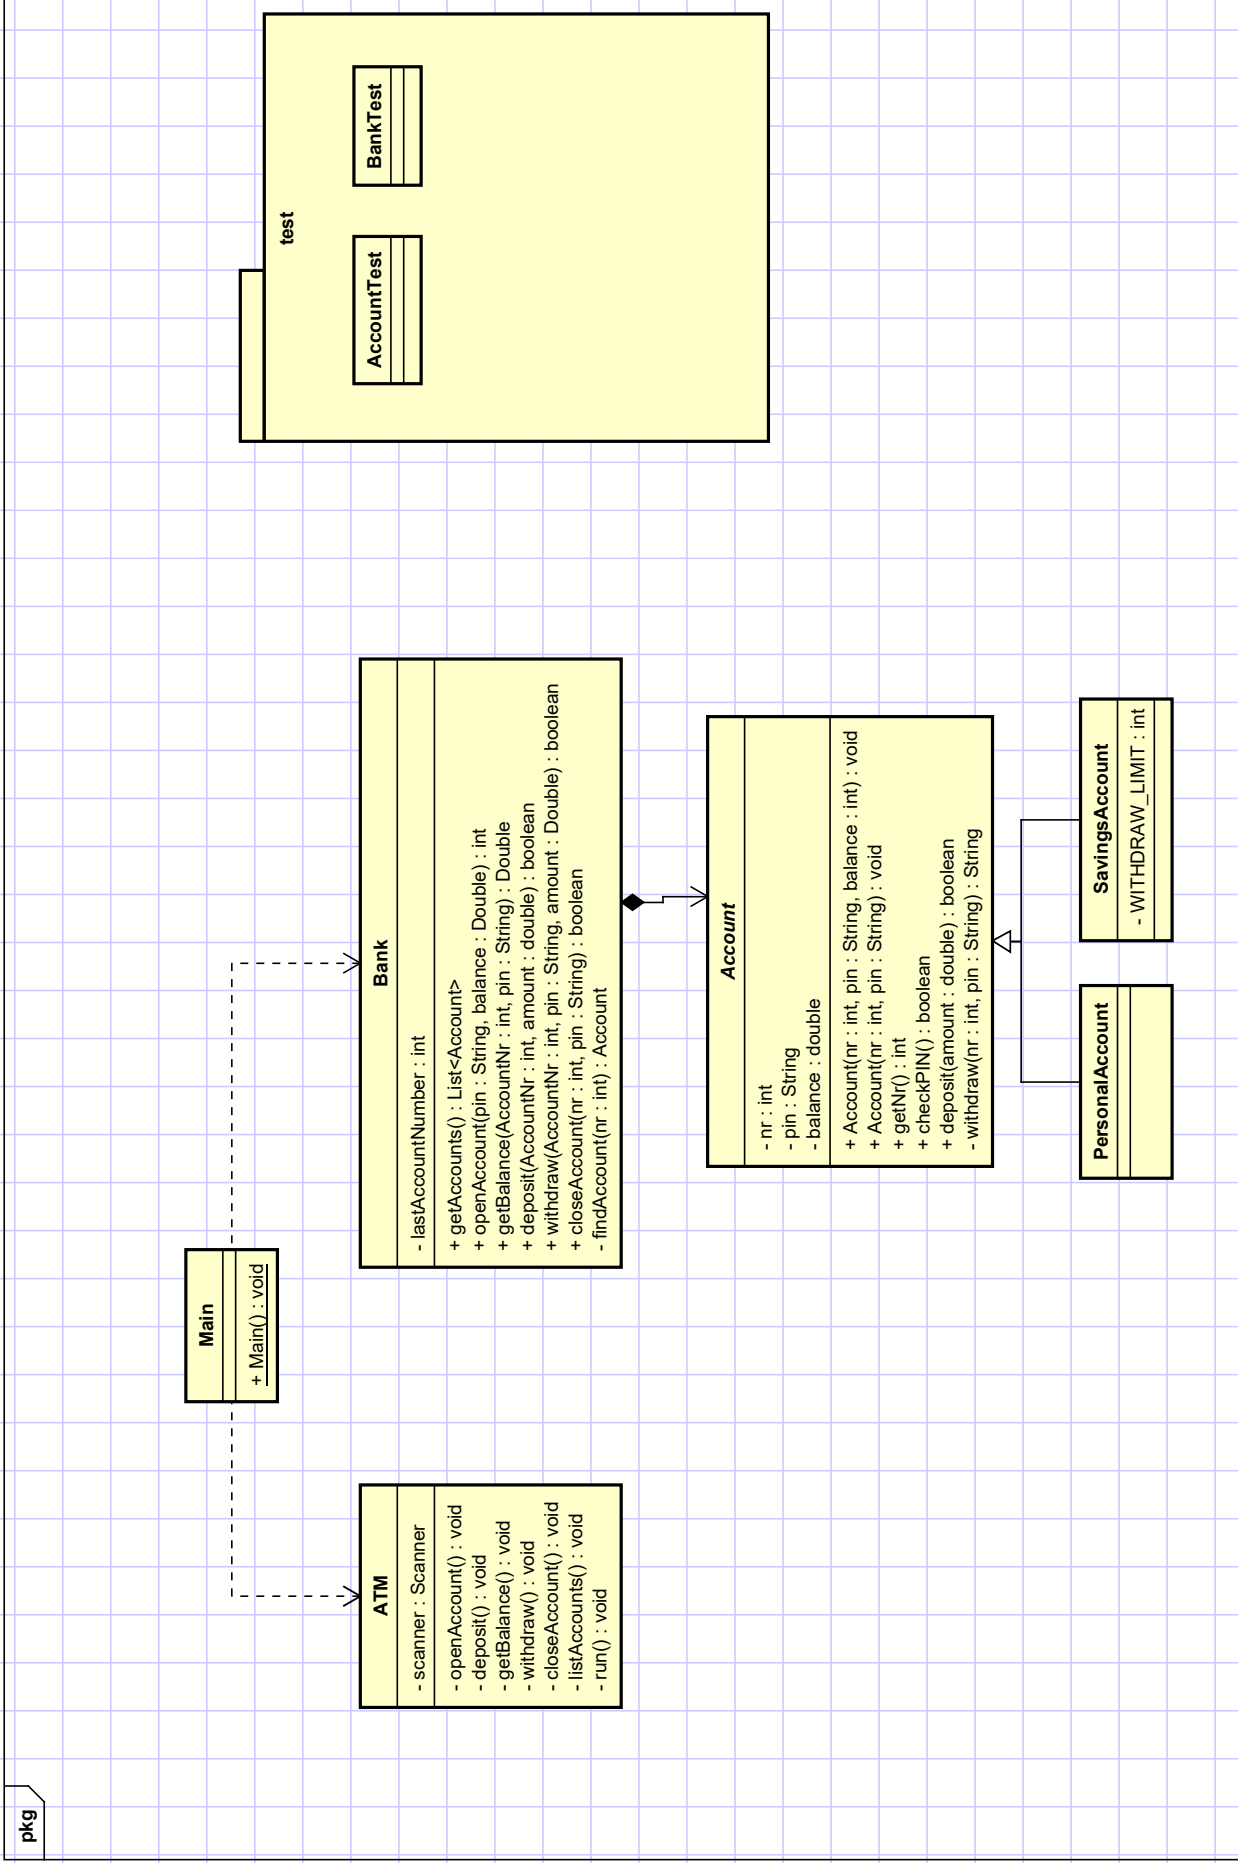 pkg
Main
+ Main() : void
ATM
- scanner : Scanner
- openAccount() : void
- deposit() : void
- getBalance() : void
- withdraw() : void
- closeAccount() : void
- listAccounts() : void
- run() : void
Bank
- lastAccountNumber : int
+ getAccounts() : List<Account>
+ openAccount(pin : String, balance : Double) : int
+ getBalance(AccountNr : int, pin : String) : Double
+ deposit(AccountNr : int, amount : double) : boolean
+ withdraw(AccountNr : int, pin : String, amount : Double) : boolean
+ closeAccount(nr : int, pin : String) : boolean
- findAccount(nr : int) : Account
Account
- nr : int
- pin : String
- balance : double
+ Account(nr : int, pin : String, balance : int) : void
+ Account(nr : int, pin : String) : void
+ getNr() : int
+ checkPIN() : boolean
+ deposit(amount : double) : boolean
- withdraw(nr : int, pin : String) : String
PersonalAccount
SavingsAccount
- WITHDRAW_LIMIT : int
test
AccountTest
BankTest